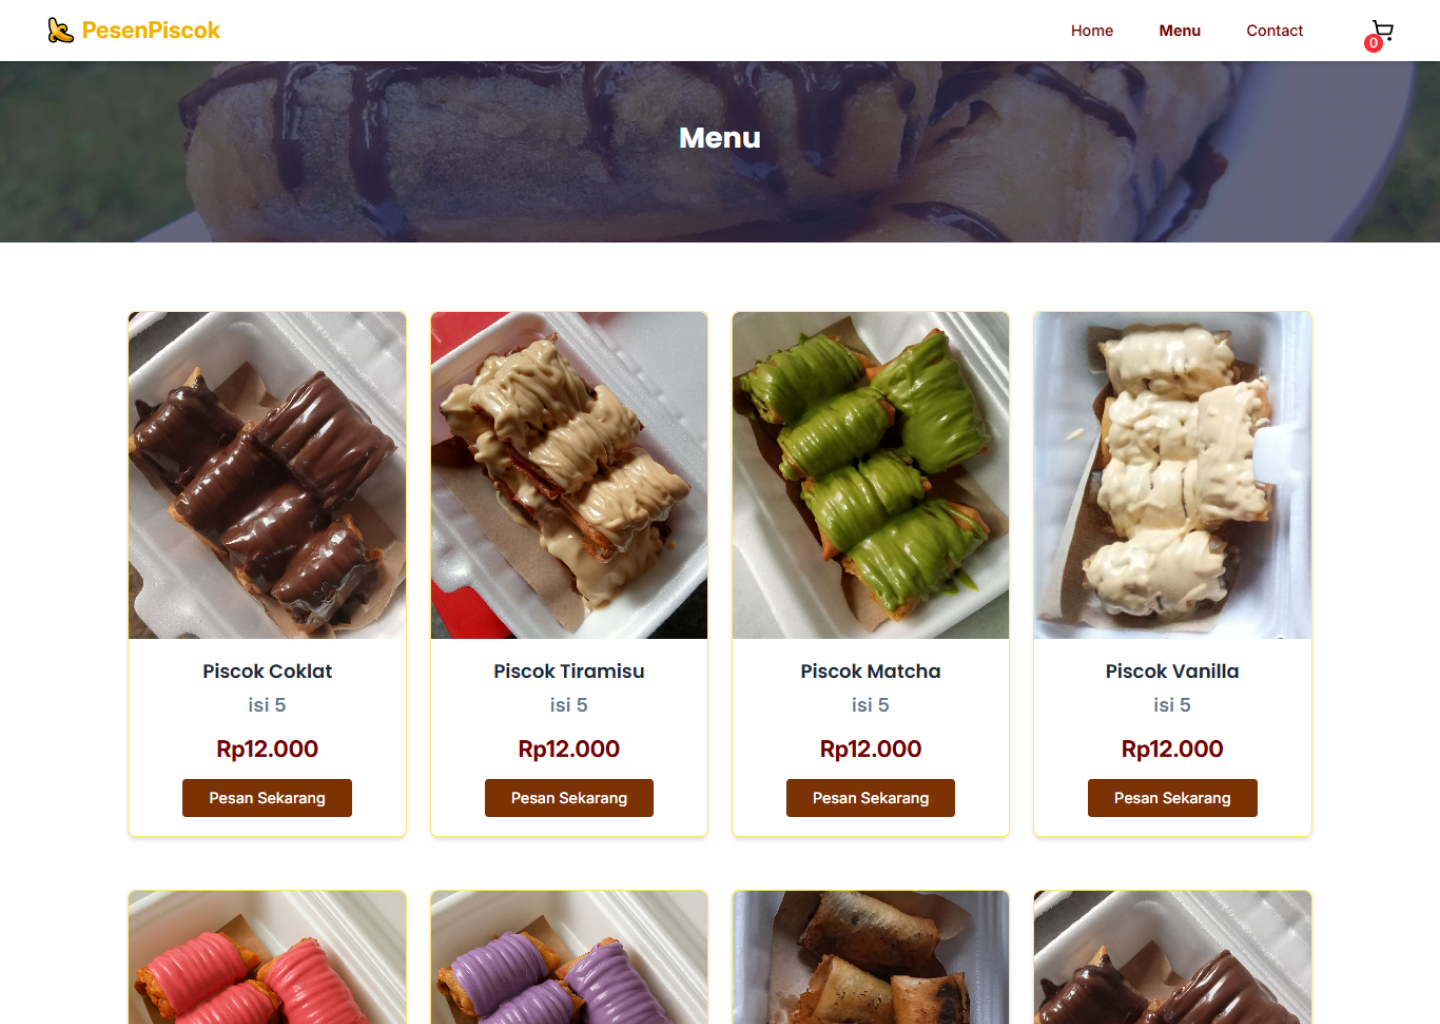 PesenPiscok
Home
Menu
Contact
0
Menu
Piscok Coklat
isi 5
Rp12.000
Pesan Sekarang
Piscok Tiramisu
isi 5
Rp12.000
Pesan Sekarang
Piscok Matcha
isi 5
Rp12.000
Pesan Sekarang
Piscok Vanilla
isi 5
Rp12.000
Pesan Sekarang